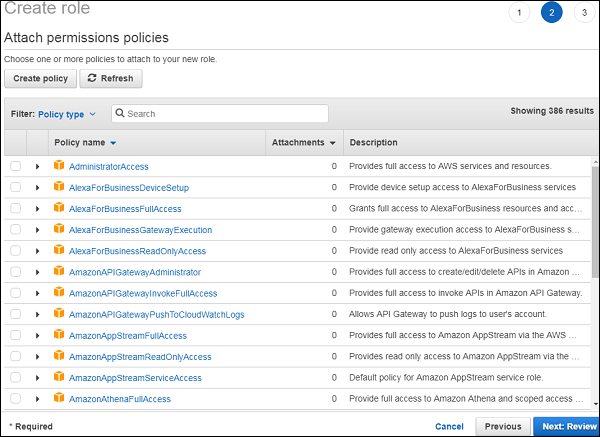 Create role
1 2 3
Attach permissions policies
Choose one or more policies to attach to your new role.
Create policy Refresh
Filter: Policy type Search Showing 386 results
Policy name Attachments Description
AdministratorAccess 0 Provides full access to AWS services and resources.
AlexaForBusinessDeviceSetup 0 Provide device setup access to AlexaForBusiness services
AlexaForBusinessFullAccess 0 Grants full access to AlexaForBusiness resources and acc...
AlexaForBusinessGatewayExecution 0 Provide gateway execution access to AlexaForBusiness s...
AlexaForBusinessReadOnlyAccess 0 Provide read only access to AlexaForBusiness services
AmazonAPIGatewayAdministrator 0 Provides full access to create/edit/delete APIs in Amazon ...
AmazonAPIGatewayInvokeFullAccess 0 Provides full access to invoke APIs in Amazon API Gateway.
AmazonAPIGatewayPushToCloudWatchLogs 0 Allows API Gateway to push logs to user's account.
AmazonAppStreamFullAccess 0 Provides full access to Amazon AppStream via the AWS ...
AmazonAppStreamReadOnlyAccess 0 Provides read only access to Amazon AppStream via the ...
AmazonAppStreamServiceAccess 0 Default policy for Amazon AppStream service role.
AmazonAthenaFullAccess 0 Provide full access to Amazon Athena and scoped access ...
* Required Cancel Previous Next: Review